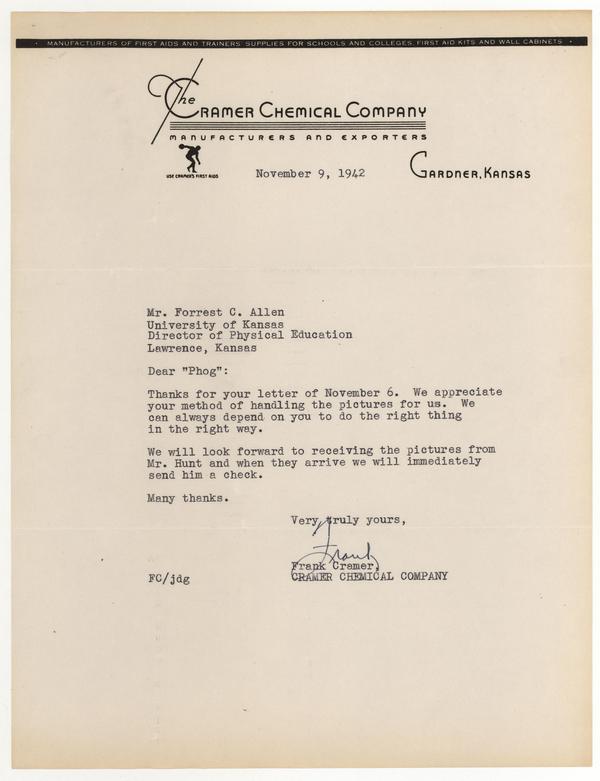 · MANUFACTURERS OF FIRST AIDS AND TRAINERS SUPPLIES FOR SCHOOLS AND COLLEGES, FIRST AID KITS AND WALL CABINETS ·
The
CRAMER CHEMICAL COMPANY
MANUFACTURERS AND EXPORTERS
USE CRAMER'S FIRST AIDS
November 9, 1942
GARDNER, KANSAS
Mr. Forrest C. Allen
University of Kansas
Director of Physical Education
Lawrence, Kansas
Dear "Phog":
Thanks for your letter of November 6. We appreciate
your method of handling the pictures for us. We
can always depend on you to do the right thing
in the right way.
We will look forward to receiving the pictures from
Mr. Hunt and when they arrive we will immediately
send him a check.
Many thanks.
Very truly yours,
Frank
Frank Cramer,
FC/jdg
CRAMER CHEMICAL COMPANY